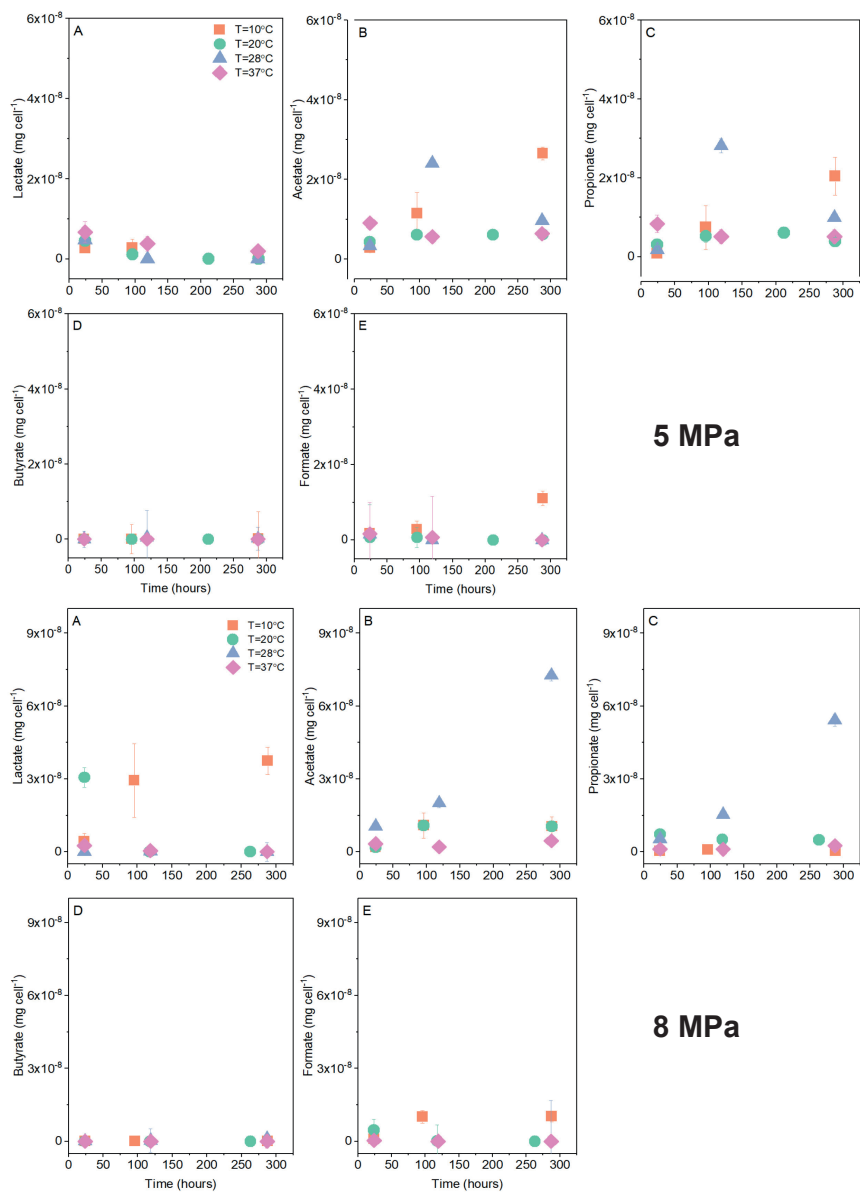 A
T=10°C
T=20°C
T=28°C
T=37°C
6x10⁻⁸
4x10⁻⁸
2x10⁻⁸
0
Lactate (mg cell⁻¹)
0 50 100 150 200 250 300
B
6x10⁻⁸
4x10⁻⁸
2x10⁻⁸
0
Acetate (mg cell⁻¹)
0 50 100 150 200 250 300
C
6x10⁻⁸
4x10⁻⁸
2x10⁻⁸
0
Propionate (mg cell⁻¹)
0 50 100 150 200 250 300
D
6x10⁻⁸
4x10⁻⁸
2x10⁻⁸
0
Butyrate (mg cell⁻¹)
0 50 100 150 200 250 300
Time (hours)
E
6x10⁻⁸
4x10⁻⁸
2x10⁻⁸
0
Formate (mg cell⁻¹)
0 50 100 150 200 250 300
Time (hours)
5 MPa
A
T=10°C
T=20°C
T=28°C
T=37°C
9x10⁻⁸
6x10⁻⁸
3x10⁻⁸
0
Lactate (mg cell⁻¹)
0 50 100 150 200 250 300
B
9x10⁻⁸
6x10⁻⁸
3x10⁻⁸
0
Acetate (mg cell⁻¹)
0 50 100 150 200 250 300
C
9x10⁻⁸
6x10⁻⁸
3x10⁻⁸
0
Propionate (mg cell⁻¹)
0 50 100 150 200 250 300
D
9x10⁻⁸
6x10⁻⁸
3x10⁻⁸
0
Butyrate (mg cell⁻¹)
0 50 100 150 200 250 300
Time (hours)
E
9x10⁻⁸
6x10⁻⁸
3x10⁻⁸
0
Formate (mg cell⁻¹)
0 50 100 150 200 250 300
Time (hours)
8 MPa